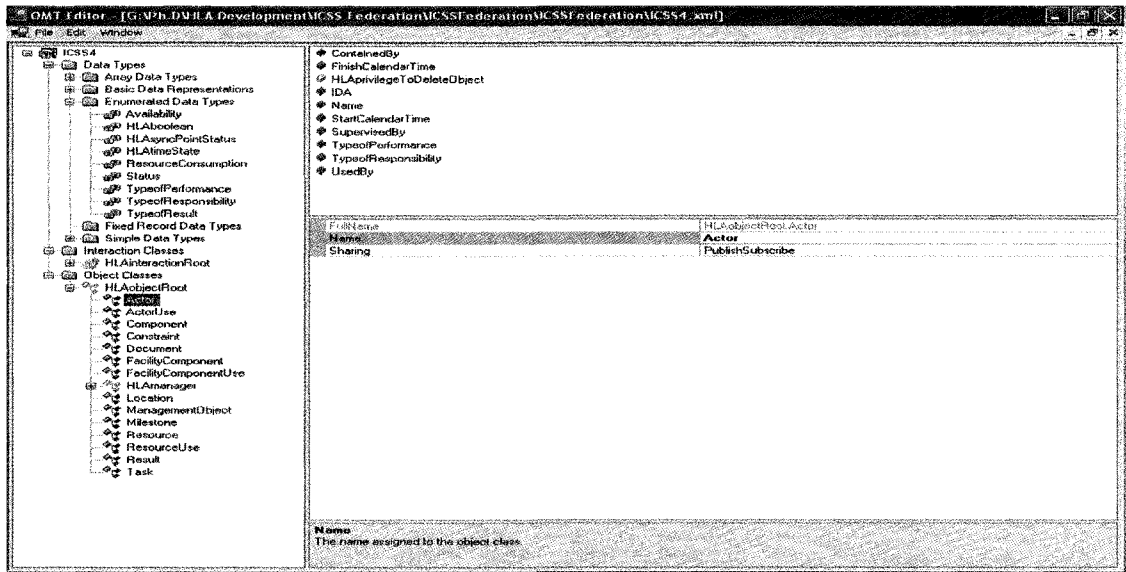 OMT Editor - [G:\Ph.D\HLA Development\ICSS Federation\ICSSFederation\ICSSFederation\ICSS4.xml]
File Edit Window
ICSS4
Data Types
Array Data Types
Basic Data Representations
Enumerated Data Types
Availability
HLAboolean
HLAsyncPointStatus
HLAtimeState
ResourceConsumption
Status
TypeofPerformance
TypeofResponsibility
TypeofResult
Fixed Record Data Types
Simple Data Types
Interaction Classes
HLAinteractionRoot
Object Classes
HLAobjectRoot
Actor
ActorUse
Component
Constraint
Document
FacilityComponent
FacilityComponentUse
HLAmanager
Location
ManagementObject
Milestone
Resource
ResourceUse
Result
Task
ContainedBy
FinishCalendarTime
HLAprivilegeToDeleteObject
IDA
Name
StartCalendarTime
SupervisedBy
TypeofPerformance
TypeofResponsibility
UsedBy
FullName HLAobjectRoot.Actor
Name Actor
Sharing PublishSubscribe
Name
The name assigned to the object class.